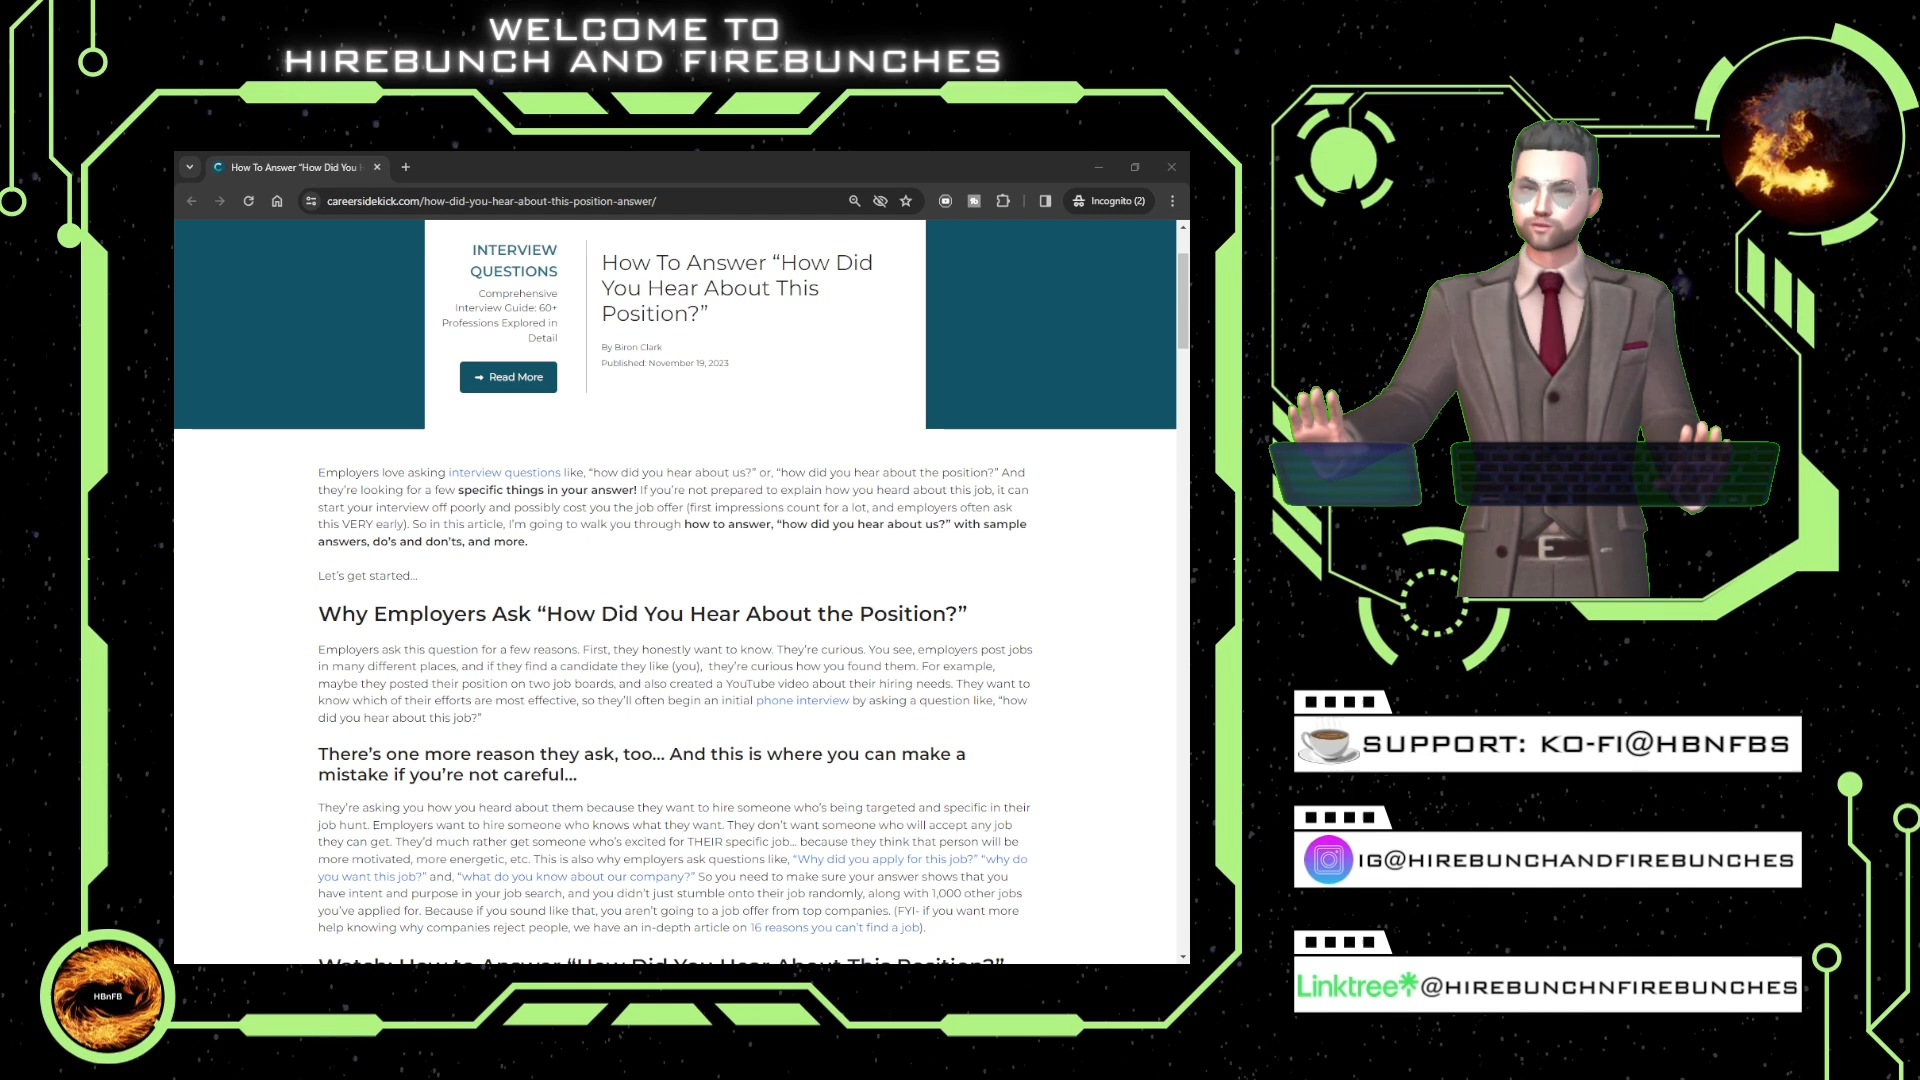 WELCOME TO
HIREBUNCH AND FIREBUNCHES
How To Answer “How Did You
careersidekick.com/how-did-you-hear-about-this-position-answer/
Incognito (2)
INTERVIEW
QUESTIONS
Comprehensive
Interview Guide: 60+
Professions Explored in
Detail
→ Read More
How To Answer “How Did
You Hear About This
Position?”
By Biron Clark
Published: November 19, 2023
Employers love asking interview questions like, “how did you hear about us?” or, “how did you hear about the position?” And
they’re looking for a few specific things in your answer! If you’re not prepared to explain how you heard about this job, it can
start your interview off poorly and possibly cost you the job offer (first impressions count for a lot, and employers often ask
this VERY early). So in this article, I’m going to walk you through how to answer, “how did you hear about us?” with sample
answers, do’s and don’ts, and more.
Let’s get started…
Why Employers Ask “How Did You Hear About the Position?”
Employers ask this question for a few reasons. First, they honestly want to know. They’re curious. You see, employers post jobs
in many different places, and if they find a candidate they like (you), they’re curious how you found them. For example,
maybe they posted their position on two job boards, and also created a YouTube video about their hiring needs. They want to
know which of their efforts are most effective, so they’ll often begin an initial phone interview by asking a question like, “how
did you hear about this job?”
There’s one more reason they ask, too… And this is where you can make a
mistake if you’re not careful…
They’re asking you how you heard about them because they want to hire someone who’s being targeted and specific in their
job hunt. Employers want to hire someone who knows what they want. They don’t want someone who will accept any job
they can get. They’d much rather get someone who’s excited for THEIR specific job… because they think that person will be
more motivated, more energetic, etc. This is also why employers ask questions like, “Why did you apply for this job?” “why do
you want this job?” and, “what do you know about our company?” So you need to make sure your answer shows that you
have intent and purpose in your job search, and you didn’t just stumble onto their job randomly, along with 1,000 other jobs
you’ve applied for. Because if you sound like that, you aren’t going to a job offer from top companies. (FYI- if you want more
help knowing why companies reject people, we have an in-depth article on 16 reasons you can’t find a job).
Watch: How to Answer “How Did You Hear About This Position?”
SUPPORT: KO-FI@HBNFBS
IG@HIREBUNCHANDFIREBUNCHES
Linktree*@HIREBUNCHNFIREBUNCHES
HBnFB